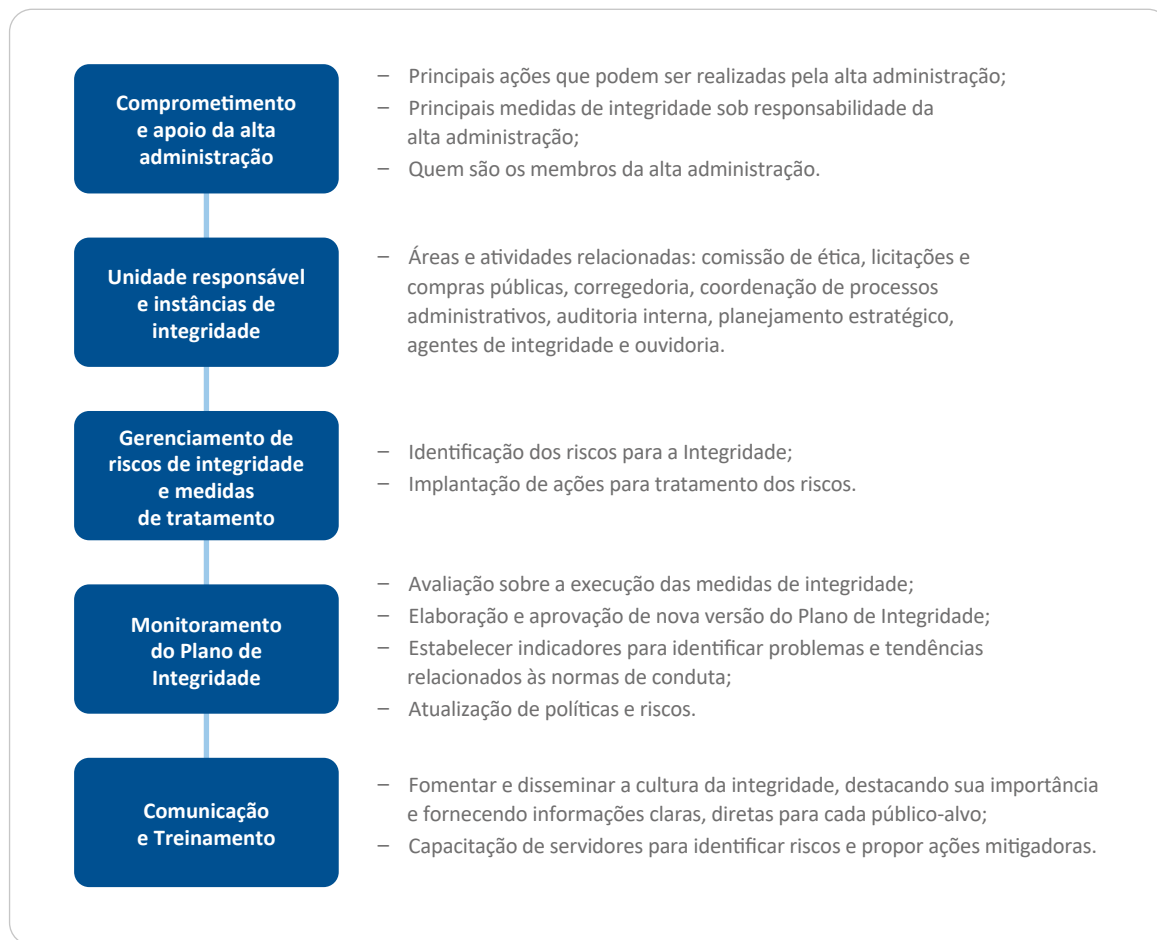 Comprometimento
e apoio da alta
administração
– Principais ações que podem ser realizadas pela alta administração;
– Principais medidas de integridade sob responsabilidade da
alta administração;
– Quem são os membros da alta administração.
Unidade responsável
e instâncias de
integridade
– Áreas e atividades relacionadas: comissão de ética, licitações e
compras públicas, corregedoria, coordenação de processos
administrativos, auditoria interna, planejamento estratégico,
agentes de integridade e ouvidoria.
Gerenciamento de
riscos de integridade
e medidas
de tratamento
– Identificação dos riscos para a Integridade;
– Implantação de ações para tratamento dos riscos.
Monitoramento
do Plano de
Integridade
– Avaliação sobre a execução das medidas de integridade;
– Elaboração e aprovação de nova versão do Plano de Integridade;
– Estabelecer indicadores para identificar problemas e tendências
relacionados às normas de conduta;
– Atualização de políticas e riscos.
Comunicação
e Treinamento
– Fomentar e disseminar a cultura da integridade, destacando sua importância
e fornecendo informações claras, diretas para cada público-alvo;
– Capacitação de servidores para identificar riscos e propor ações mitigadoras.